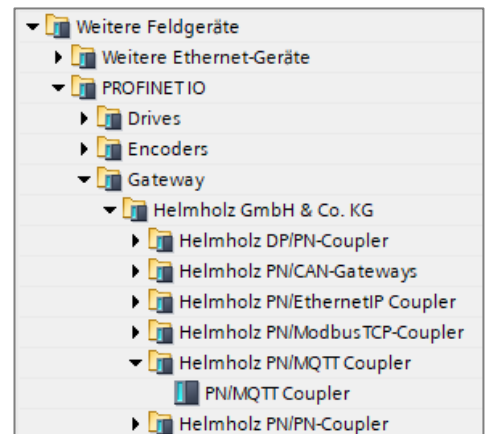 Weitere Feldgeräte
Weitere Ethernet-Geräte
PROFINET IO
Drives
Encoders
Gateway
Helmholz GmbH & Co. KG
Helmholz DP/PN-Coupler
Helmholz PN/CAN-Gateways
Helmholz PN/EthernetIP Coupler
Helmholz PN/ModbusTCP-Coupler
Helmholz PN/MQTT Coupler
PN/MQTT Coupler
Helmholz PN/PN-Coupler